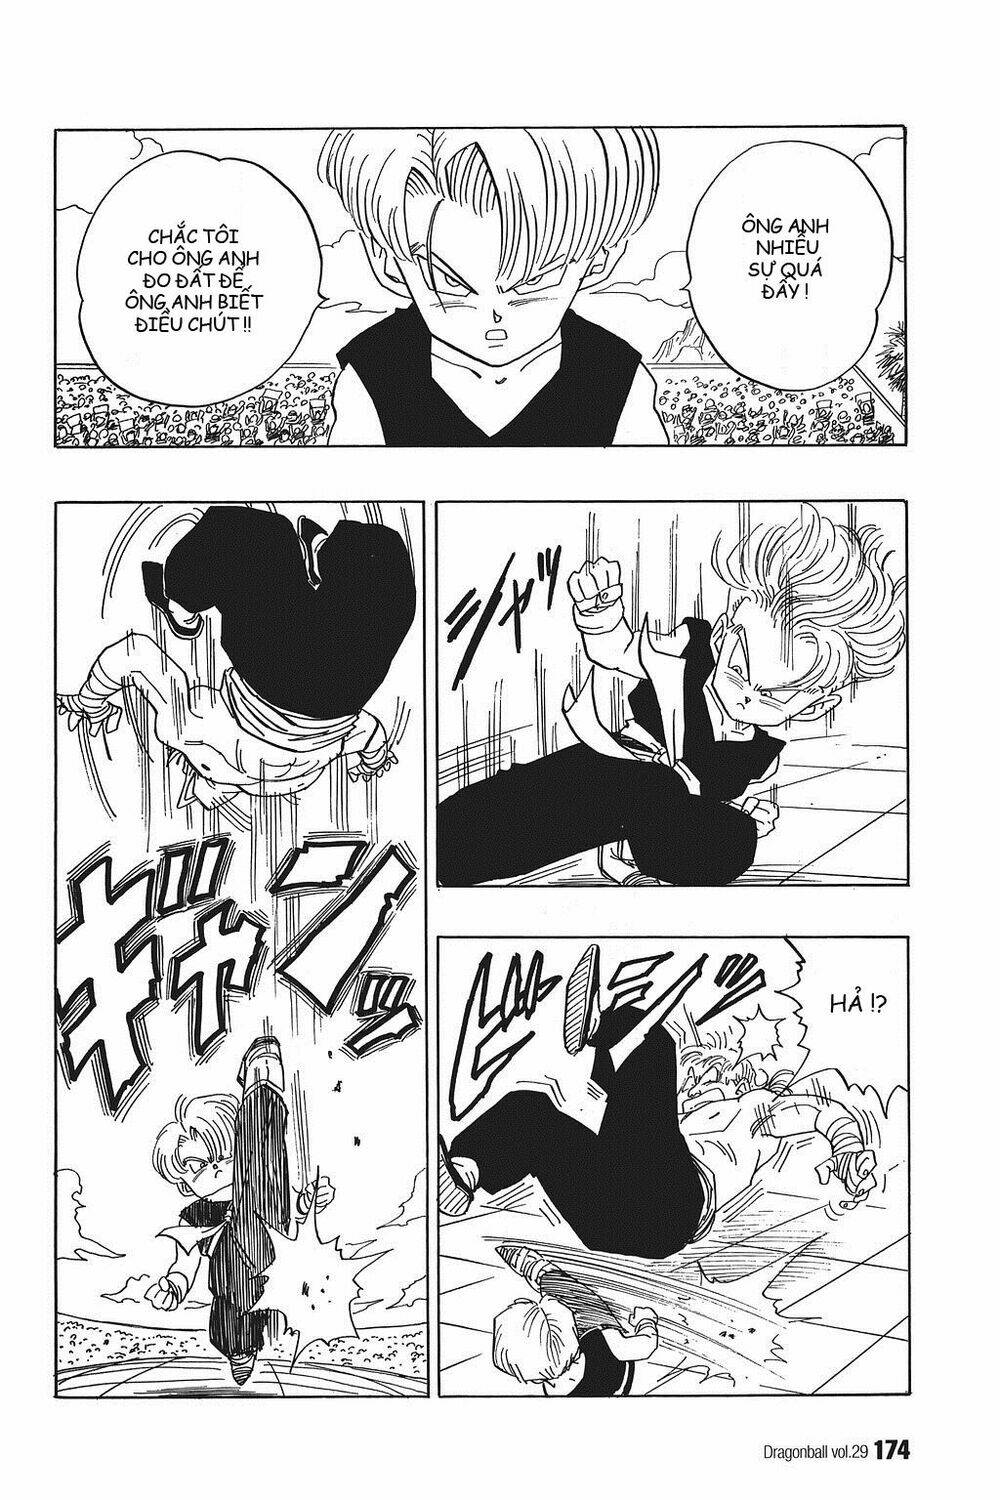 ÔNG ANH
NHIỀU
SỰ QUÁ
ĐẤY !
CHẮC TÔI
CHO ÔNG ANH
ĐO ĐẤT ĐỂ
ÔNG ANH BIẾT
ĐIỀU CHÚT !!
シャッ
HẢ !?
ビシッ
ギャンッ
Dragonball vol.29 174